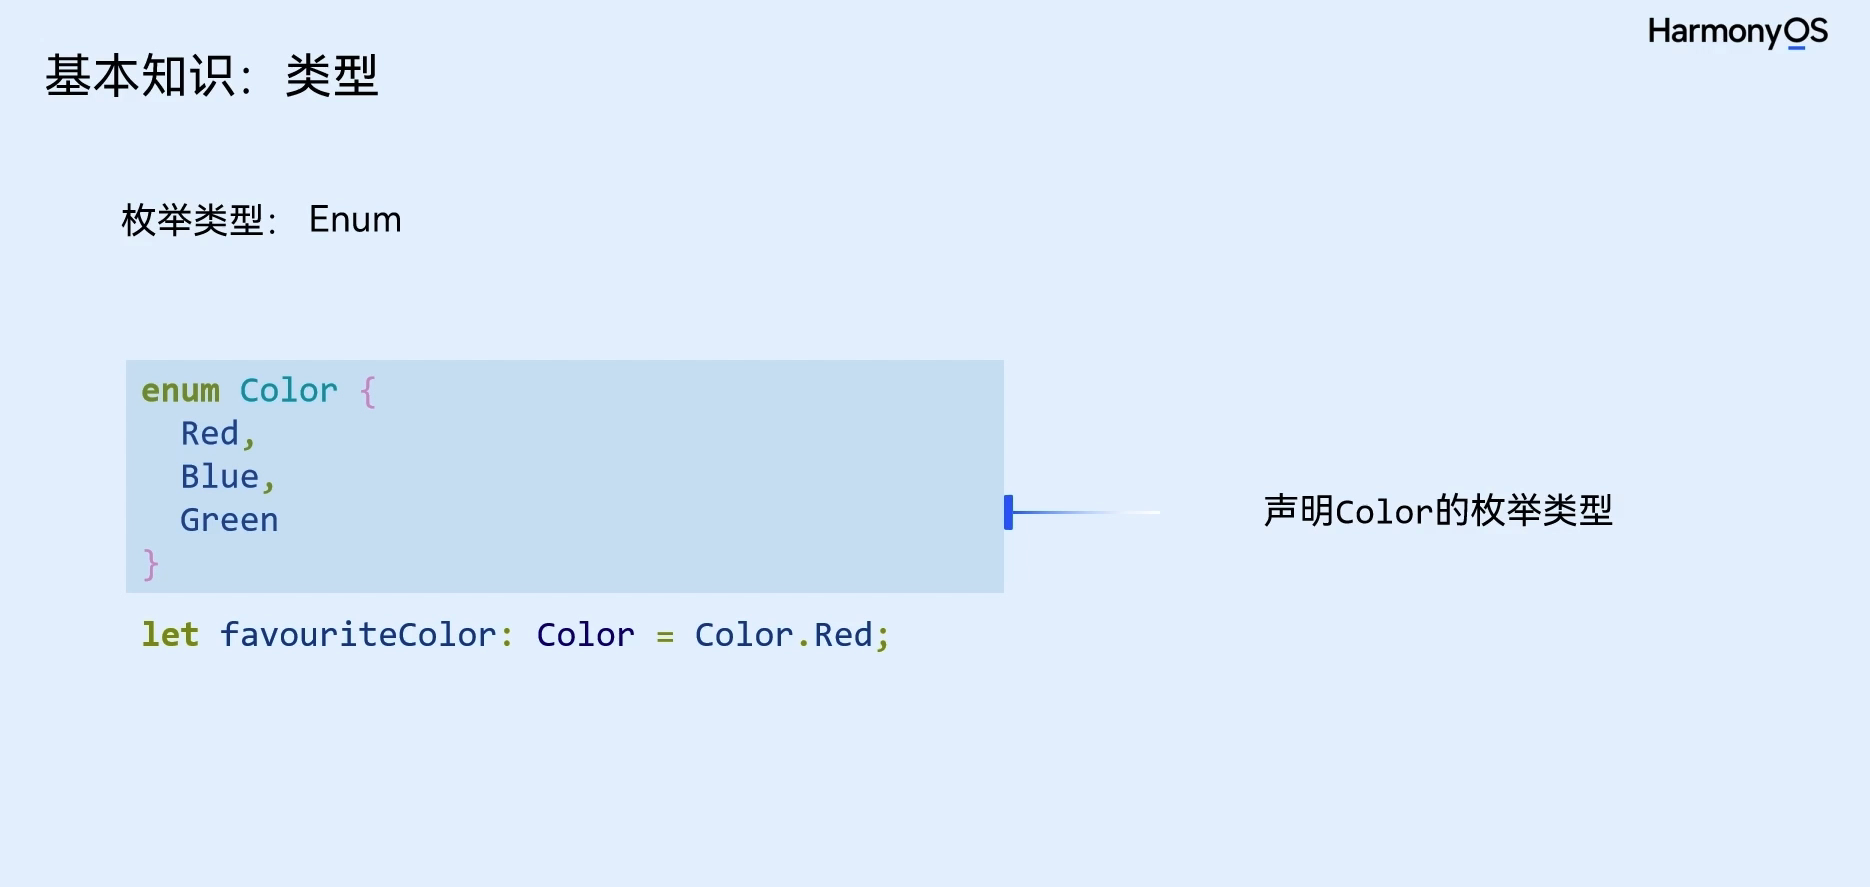 HarmonyOS
基本知识：类型
枚举类型： Enum
enum Color {
  Red,
  Blue,
  Green
}
声明Color的枚举类型
let favouriteColor: Color = Color.Red;